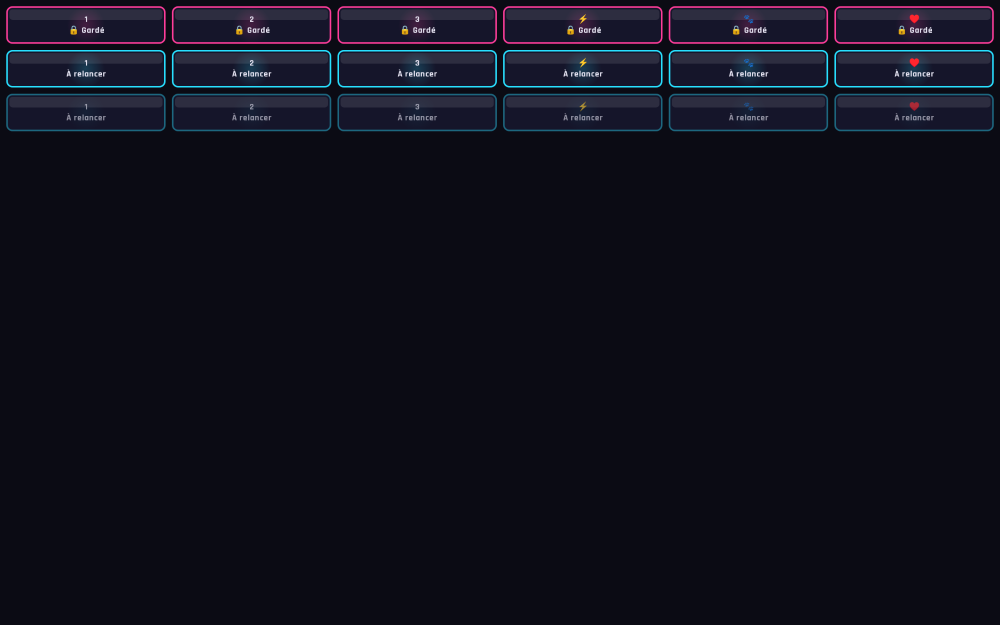 1 2 3 ⚡ 🐾 ❤️
🔒 Gardé 🔒 Gardé 🔒 Gardé 🔒 Gardé 🔒 Gardé 🔒 Gardé
1 2 3 ⚡ 🐾 ❤️
À relancer À relancer À relancer À relancer À relancer À relancer
1 2 3 ⚡ 🐾 ❤️
À relancer À relancer À relancer À relancer À relancer À relancer